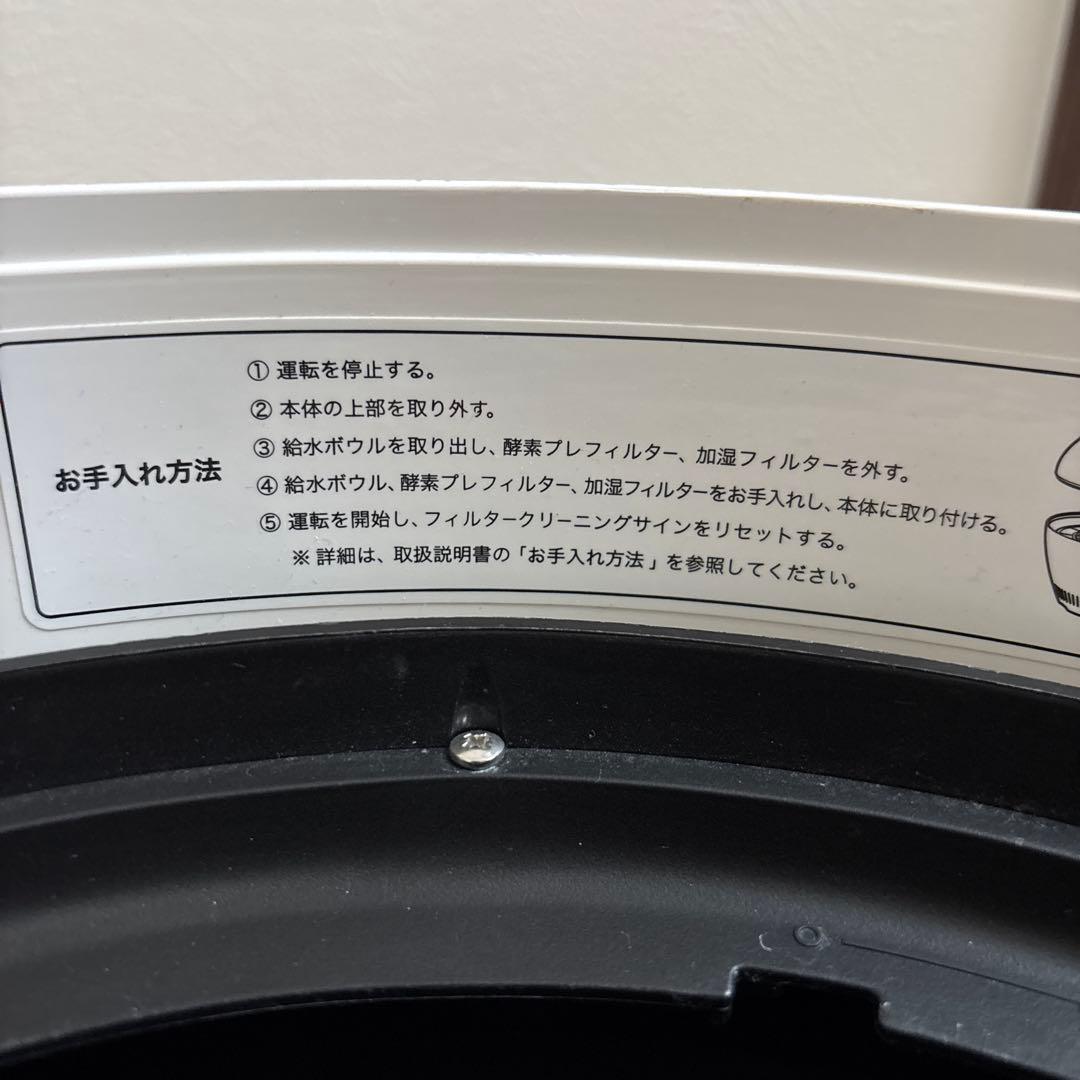 お手入れ方法
① 運転を停止する。
② 本体の上部を取り外す。
③ 給水ボウルを取り出し、酵素プレフィルター、加湿フィルターを外す。
④ 給水ボウル、酵素プレフィルター、加湿フィルターをお手入れし、本体に取り付ける。
⑤ 運転を開始し、フィルタークリーニングサインをリセットする。
※ 詳細は、取扱説明書の「お手入れ方法」を参照してください。